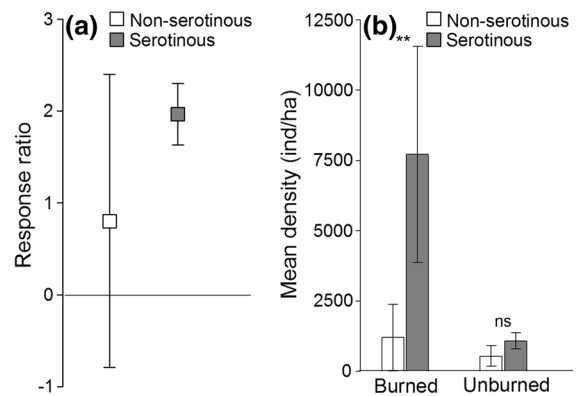 (a)
Non-serotinous
Serotinous
Response ratio
3
2
1
0
-1
(b)
Non-serotinous
Serotinous
**
Mean density (ind/ha)
12500
10000
7500
5000
2500
0
ns
Burned Unburned